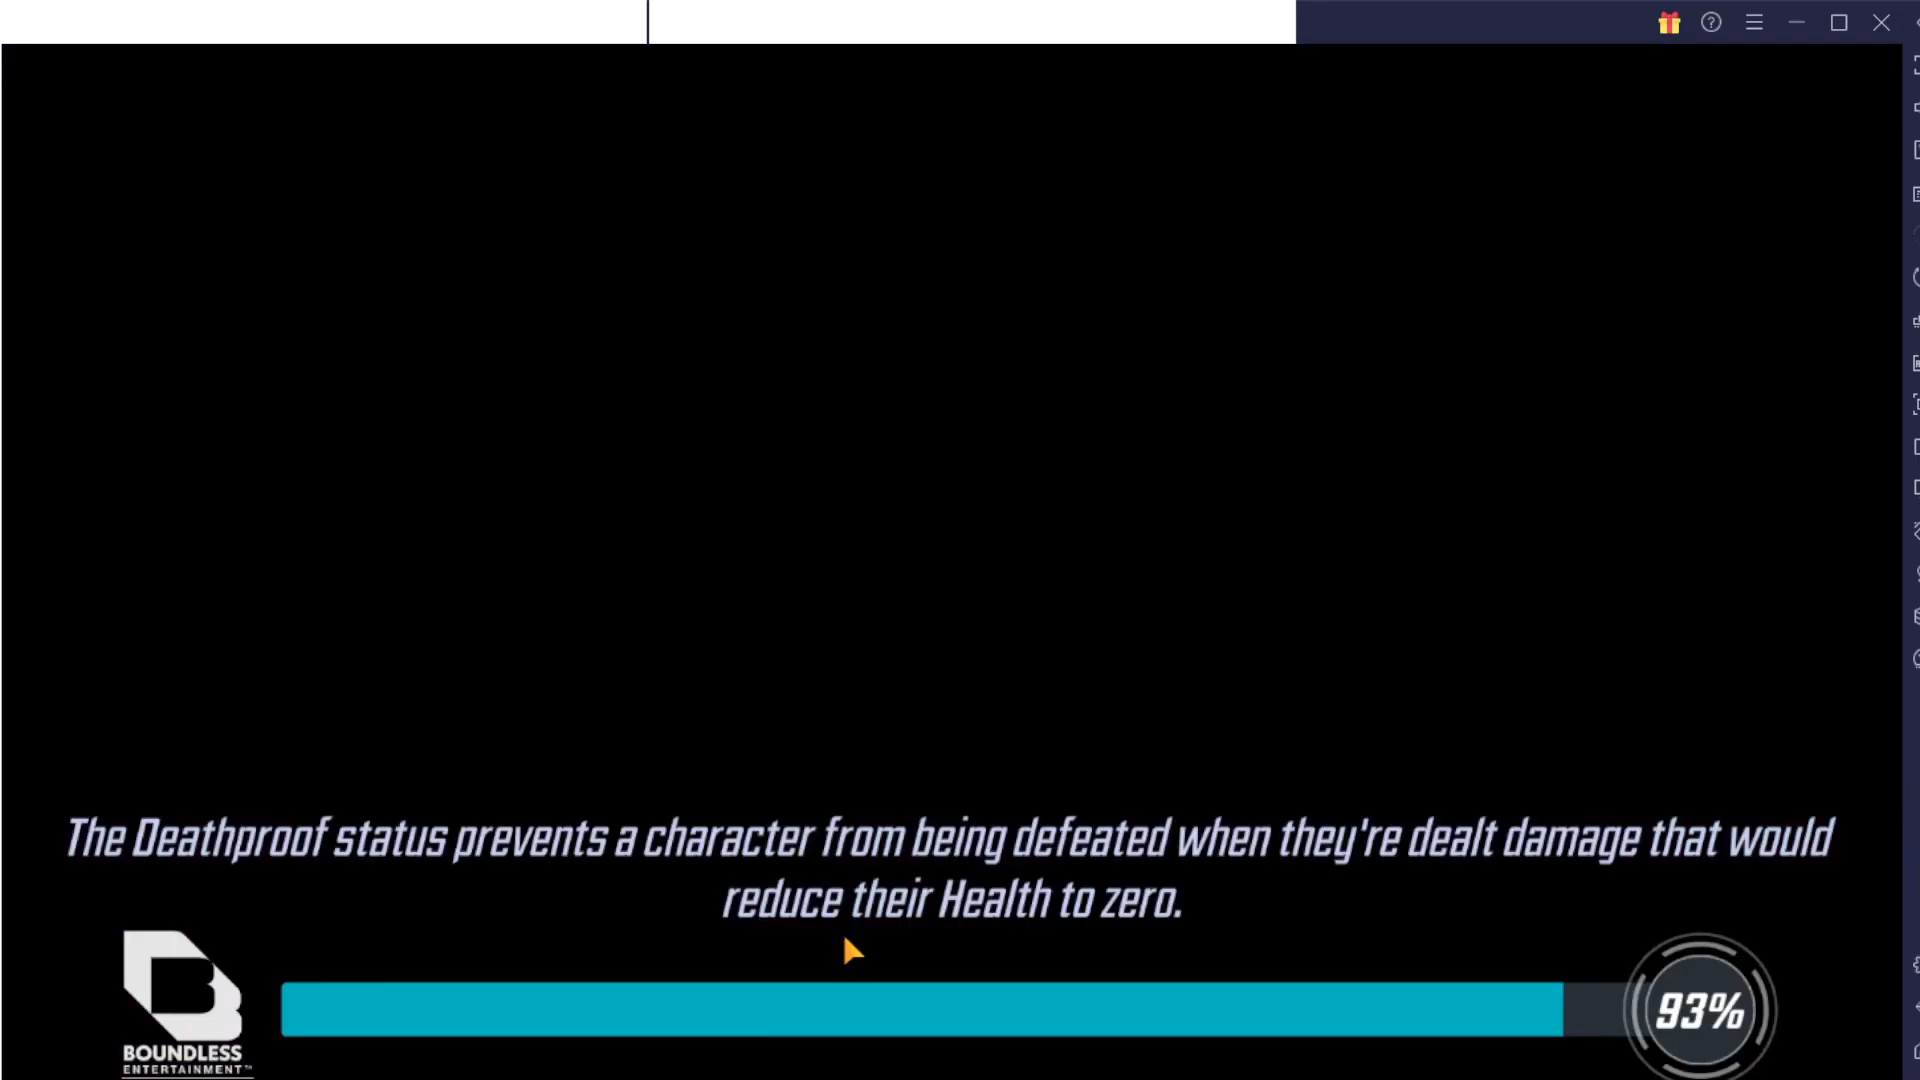 The Deathproof status prevents a character from being defeated when they're dealt damage that would
reduce their Health to zero.
93%
BOUNDLESS
ENTERTAINMENT™